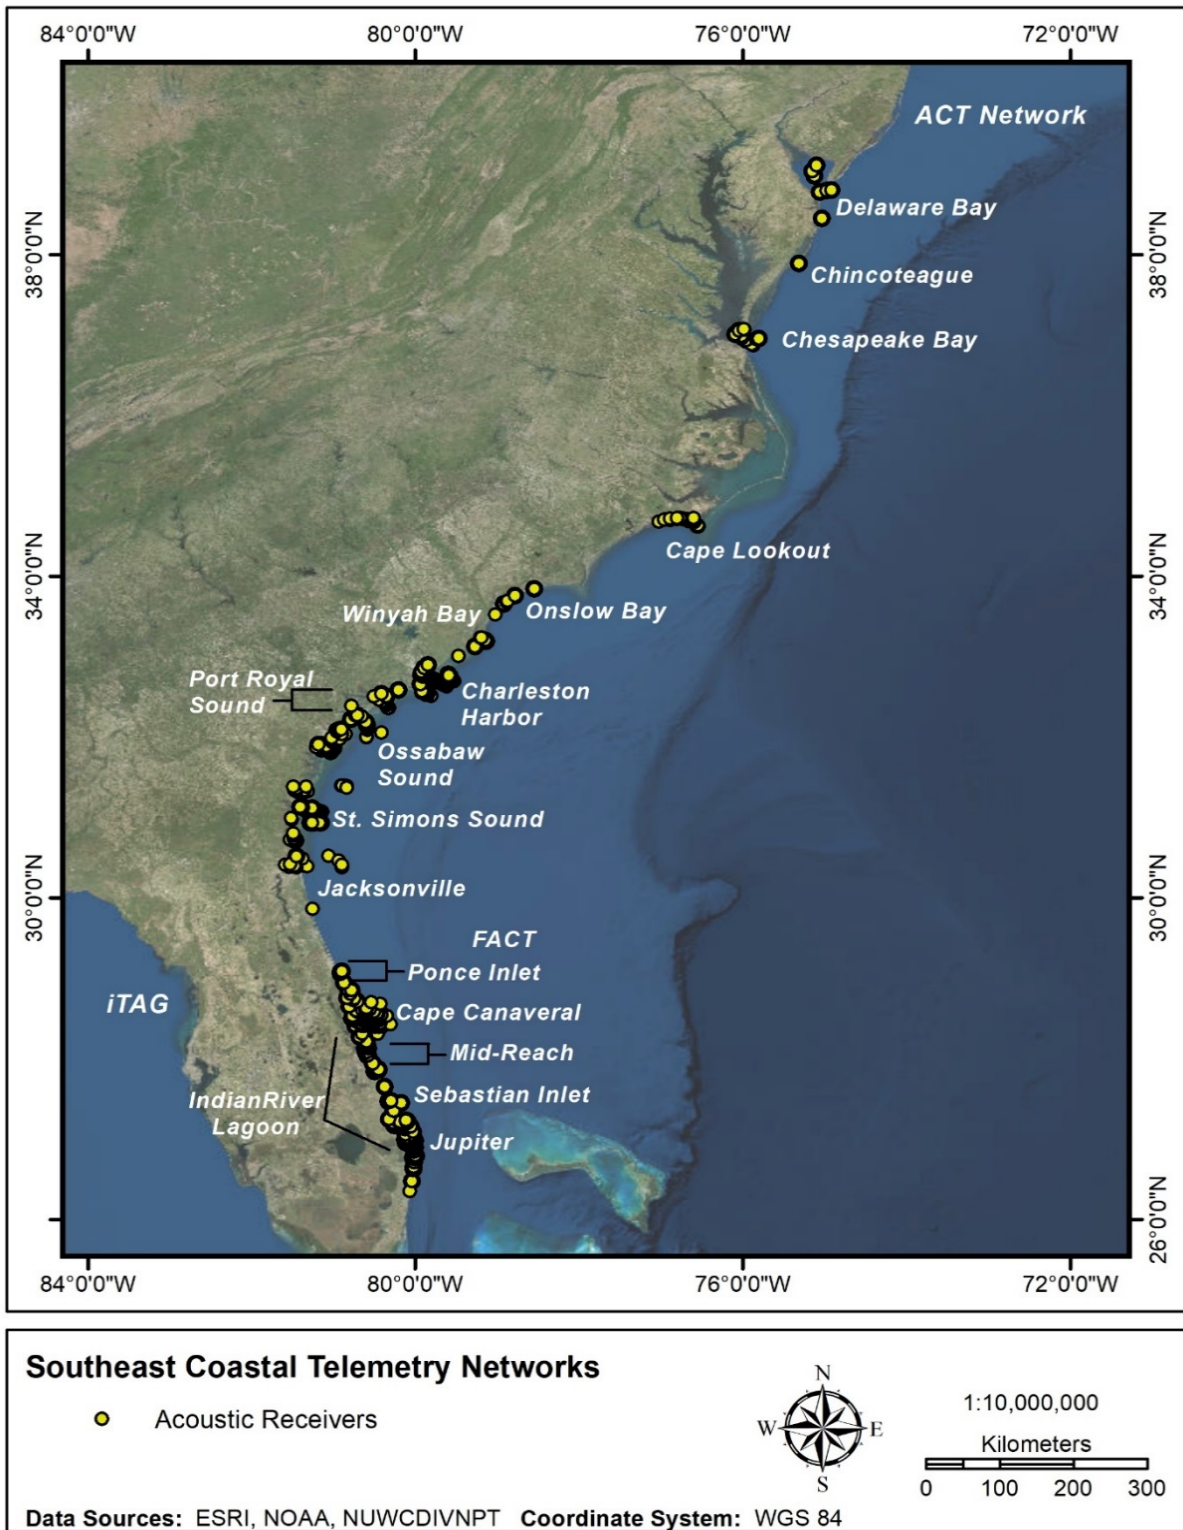 84°0'0"W 80°0'0"W 76°0'0"W 72°0'0"W
ACT Network
Delaware Bay
38°0'0"N 38°0'0"N
Chincoteague
Chesapeake Bay
Cape Lookout
34°0'0"N 34°0'0"N
Winyah Bay Onslow Bay
Port Royal
Sound
Charleston
Harbor
Ossabaw
Sound
St. Simons Sound
Jacksonville
30°0'0"N 30°0'0"N
FACT
Ponce Inlet
iTAG
Cape Canaveral
Mid-Reach
Sebastian Inlet
IndianRiver
Lagoon
Jupiter
26°0'0"N
84°0'0"W 80°0'0"W 76°0'0"W 72°0'0"W
Southeast Coastal Telemetry Networks
Acoustic Receivers
N
W E
S
1:10,000,000
Kilometers
0 100 200 300
Data Sources: ESRI, NOAA, NUWCDIVNPT Coordinate System: WGS 84